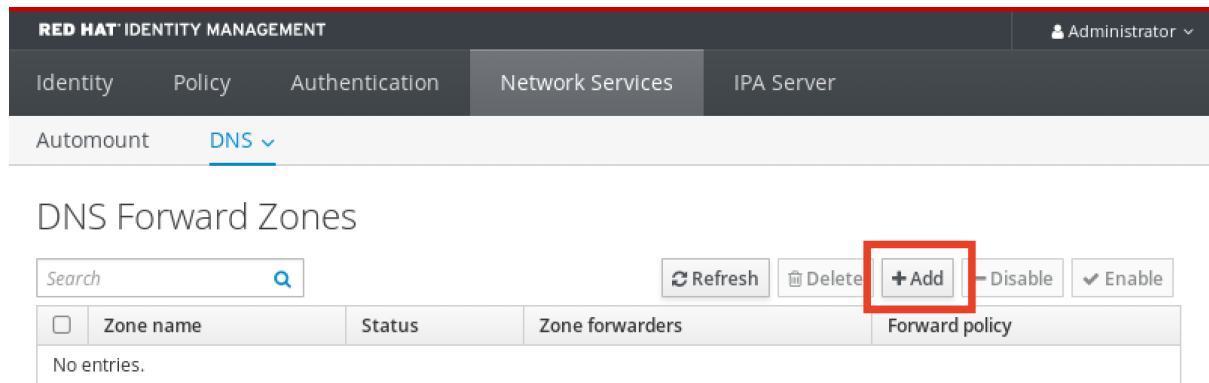 RED HAT® IDENTITY MANAGEMENT Administrator
Identity Policy Authentication Network Services IPA Server
Automount DNS
DNS Forward Zones
Search Refresh Delete +Add – Disable Enable
Zone name Status Zone forwarders Forward policy
No entries.